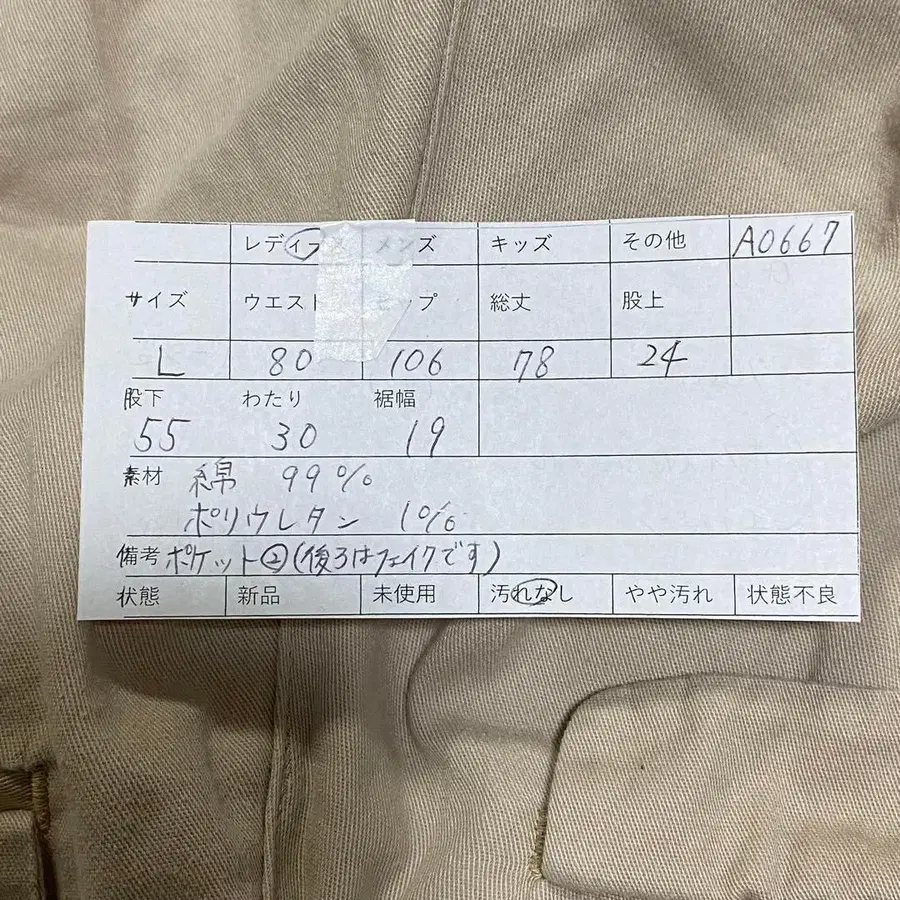 レディース メンズ キッズ その他 A0667
サイズ ウエスト ヒップ 総丈 股上
L 80 106 78 24
股下 わたり 裾幅
55 30 19
素材 綿 99%
ポリウレタン 1%
備考 ポケット②(後ろはフェイクです)
状態 新品 未使用 汚れなし やや汚れ 状態不良